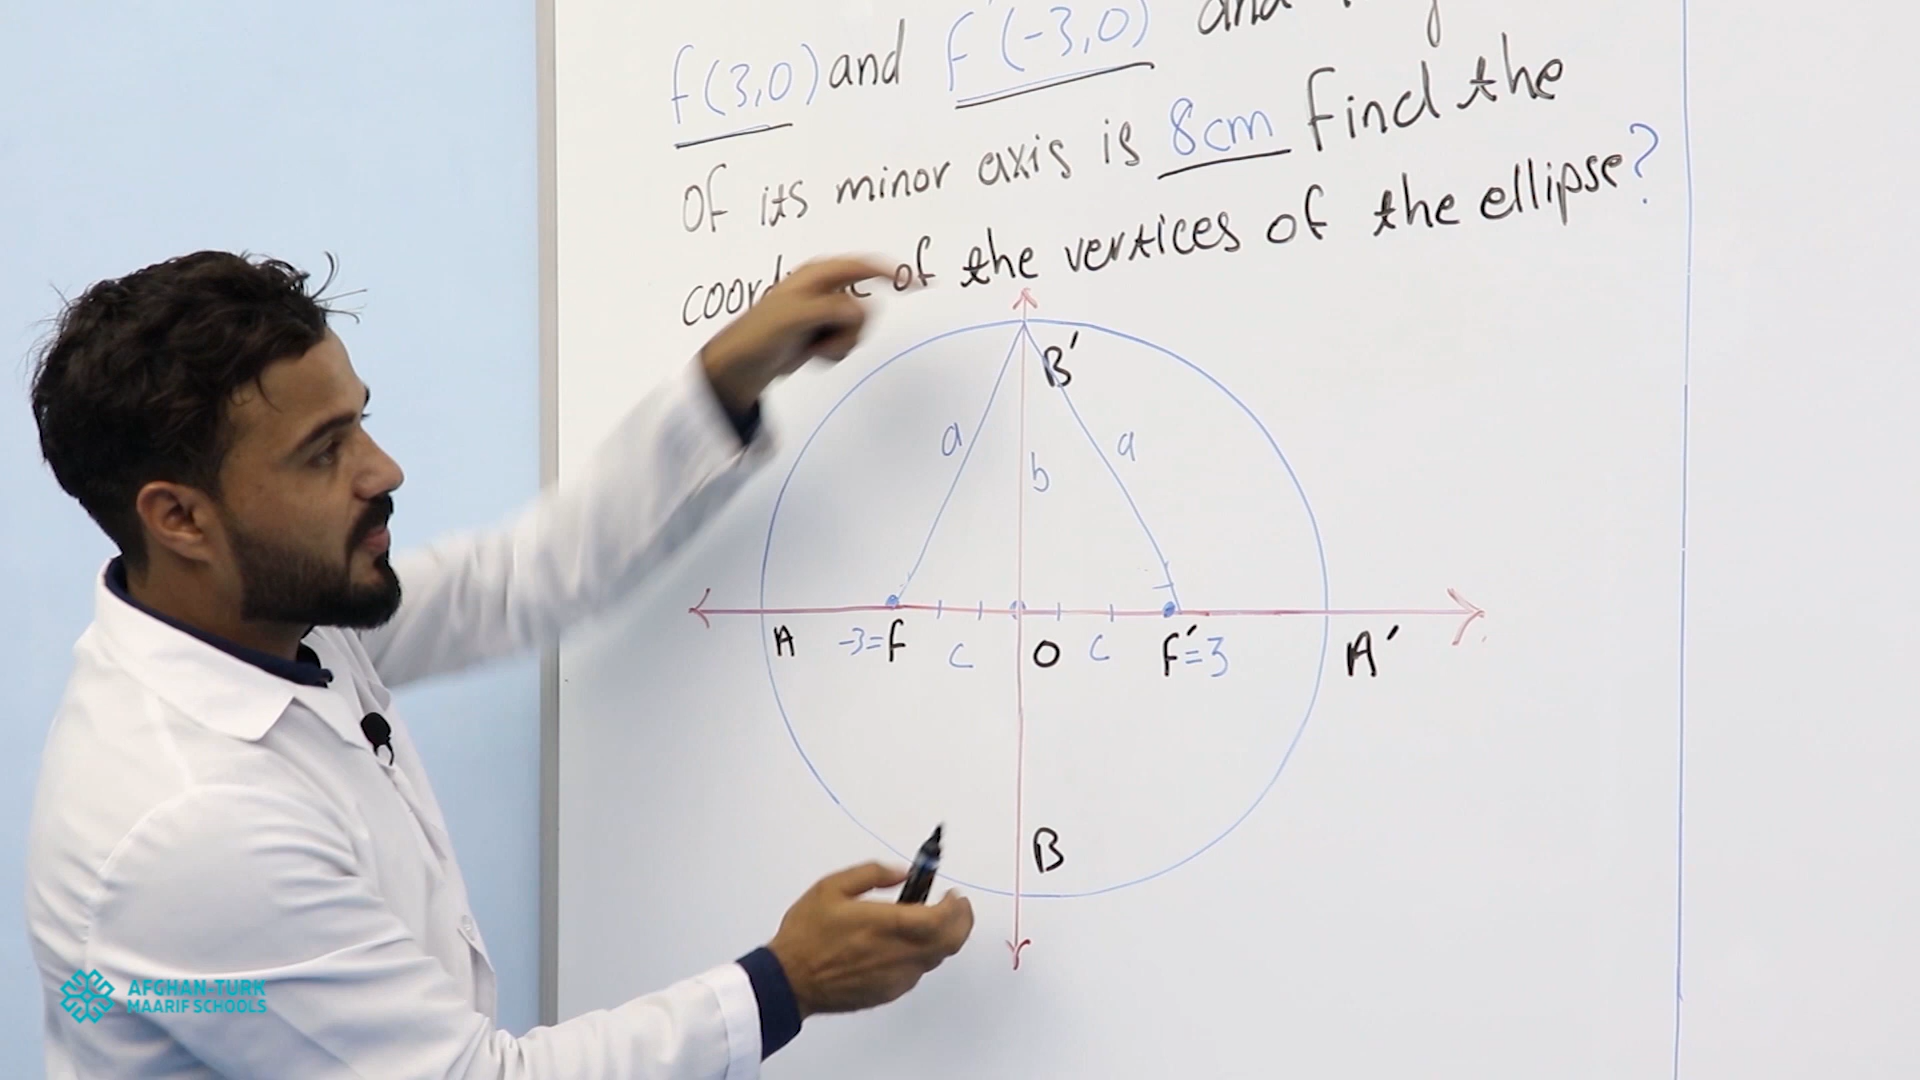 f(3,0) and F'(-3,0) and
of its minor axis is 8cm Find the
of the vertices of the ellipse?
B'
a
a
b
A
-3=F
C
O
C
F'=3
A'
B
AFGHAN-TURK
MAARIF SCHOOLS